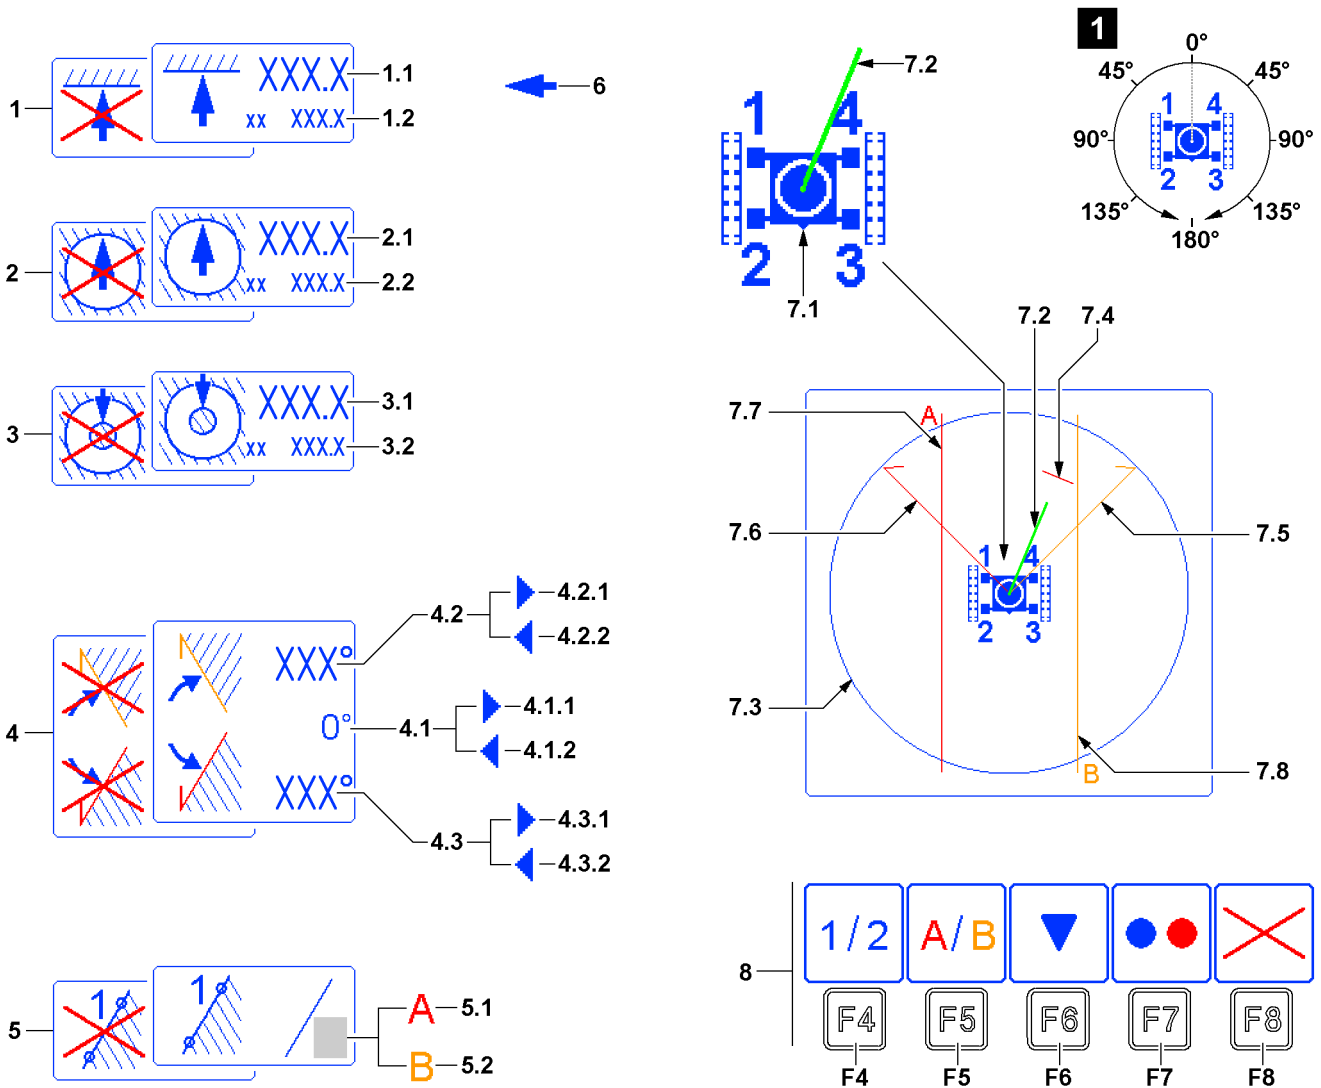 1
XXX.X
1.1
xx XXX.X
1.2
2
XXX.X
2.1
xx XXX.X
2.2
3
XXX.X
3.1
xx XXX.X
3.2
4
XXX°
4.2
4.2.1
4.2.2
0°
4.1
4.1.1
4.1.2
XXX°
4.3
4.3.1
4.3.2
5
1
1
A
5.1
B
5.2
6
7.2
1
4
2
3
7.1
1
0°
45°
45°
90°
90°
135°
135°
180°
1
4
2
3
7.2
7.4
7.7
A
7.6
7.5
1
4
2
3
7.3
7.8
B
8
1/2
A/B
F4
F5
F6
F7
F8
F4
F5
F6
F7
F8